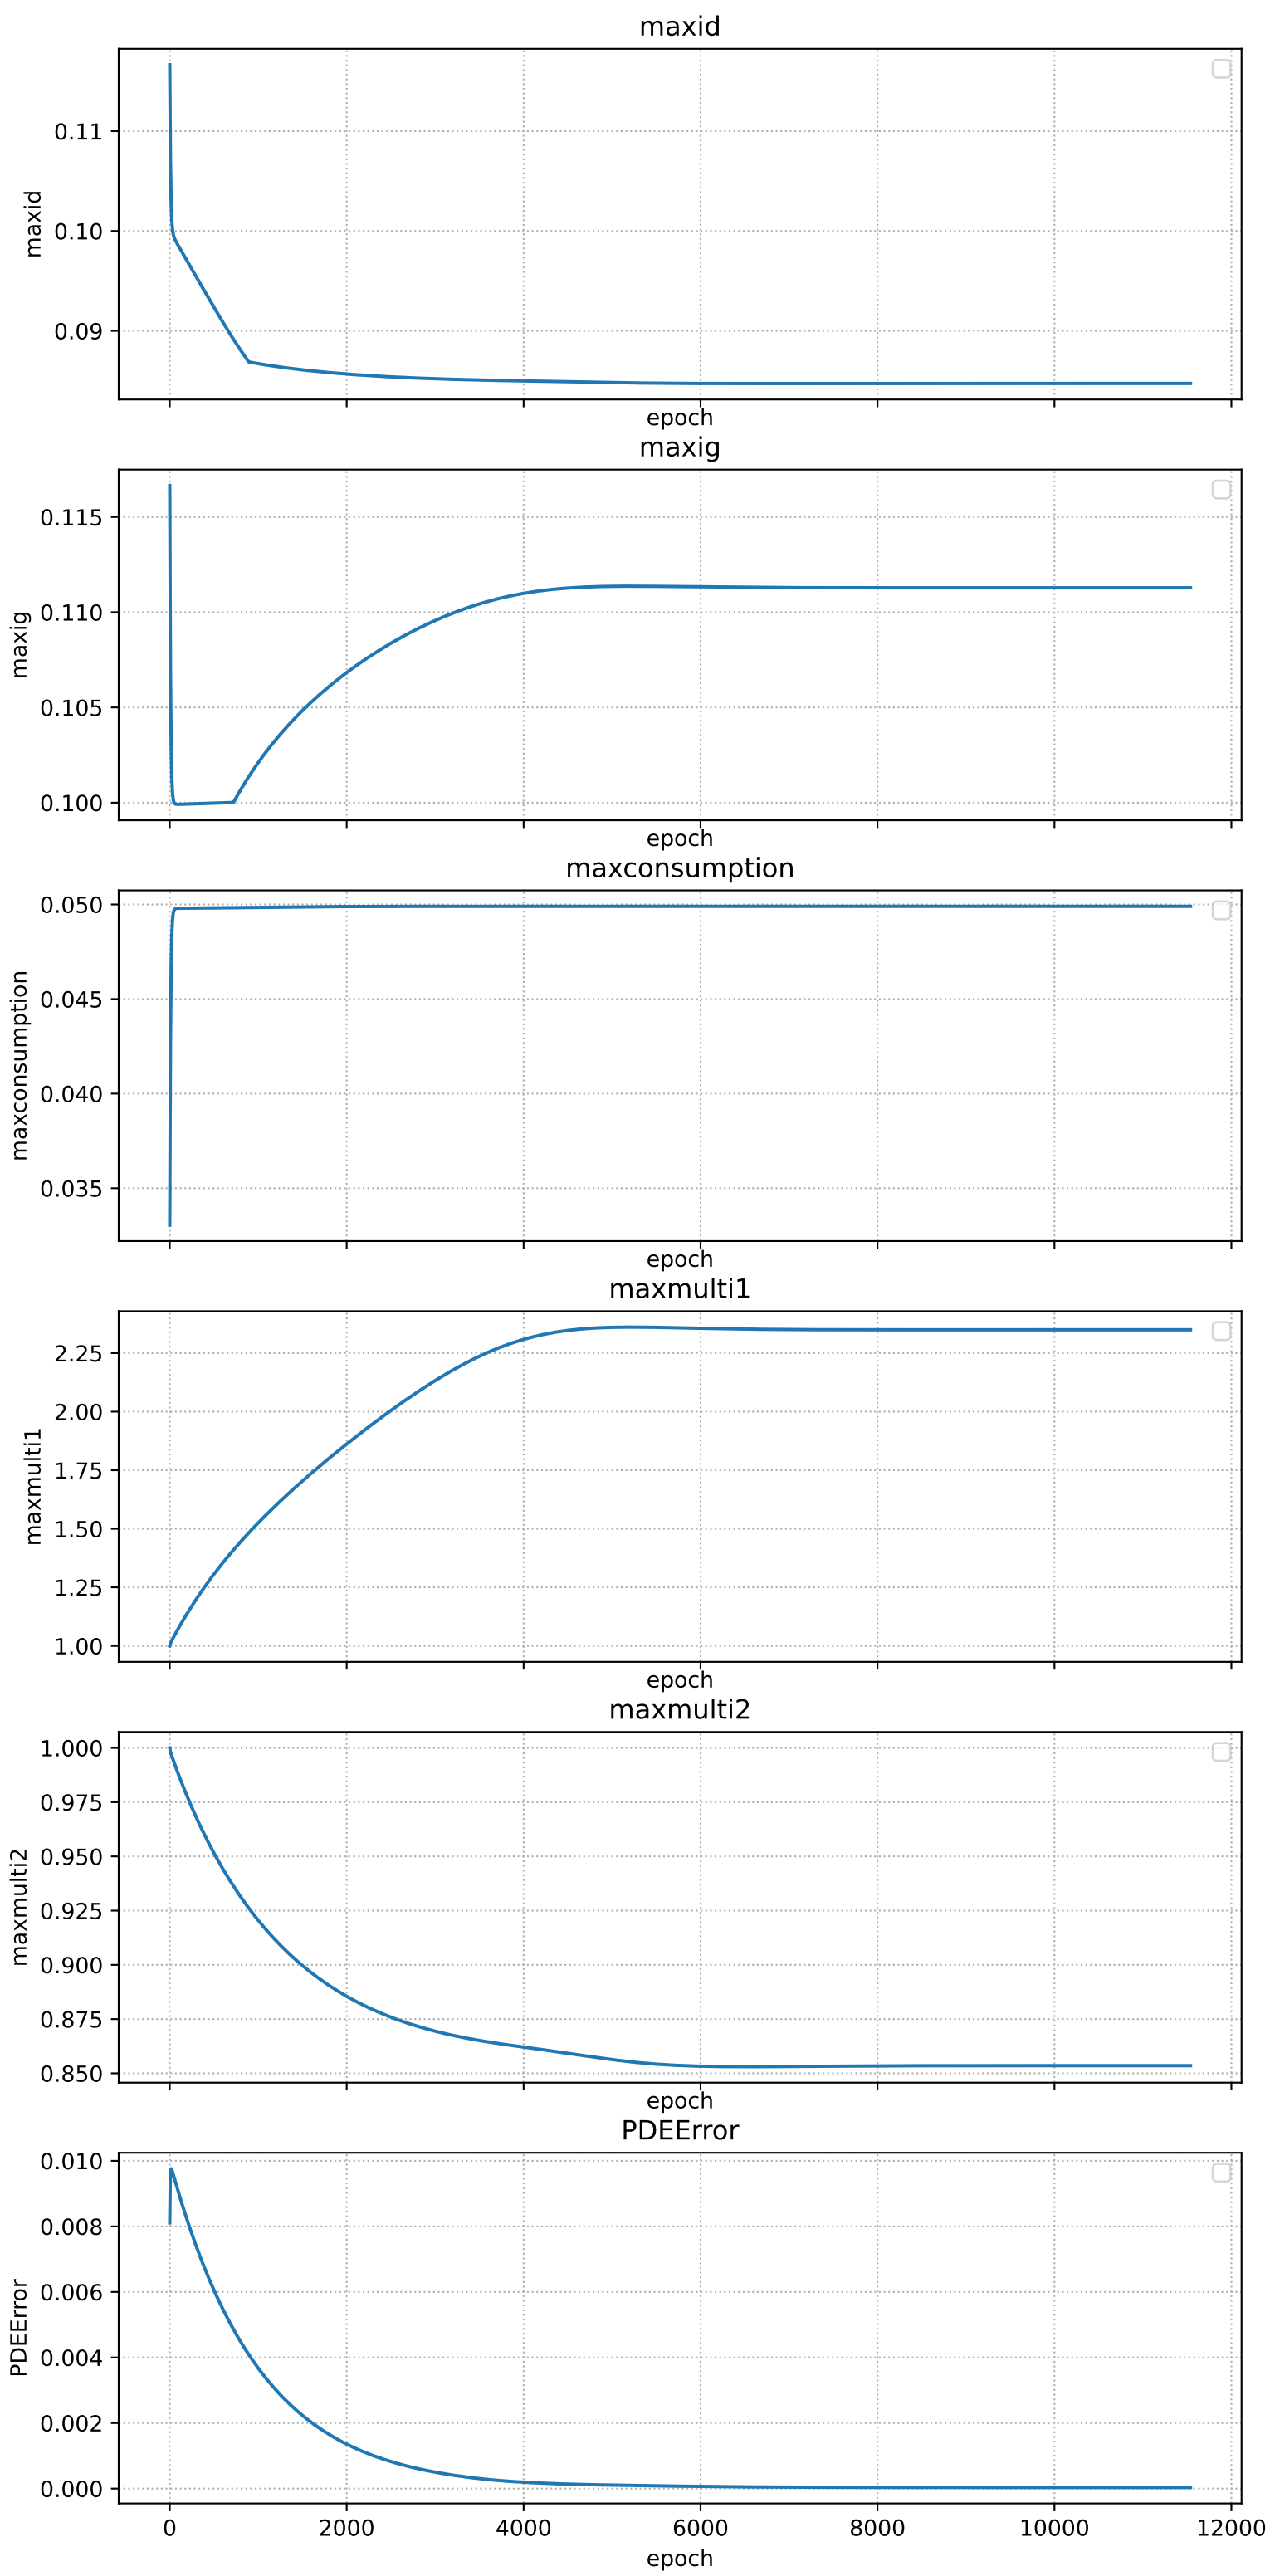 maxid
0.11
0.10
0.09
maxid
epoch
maxig
0.115
0.110
0.105
0.100
maxig
epoch
maxconsumption
0.050
0.045
0.040
0.035
maxconsumption
epoch
maxmulti1
2.25
2.00
1.75
1.50
1.25
1.00
maxmulti1
epoch
maxmulti2
1.000
0.975
0.950
0.925
0.900
0.875
0.850
maxmulti2
epoch
PDEError
0.010
0.008
0.006
0.004
0.002
0.000
PDEError
0 2000 4000 6000 8000 10000 12000
epoch